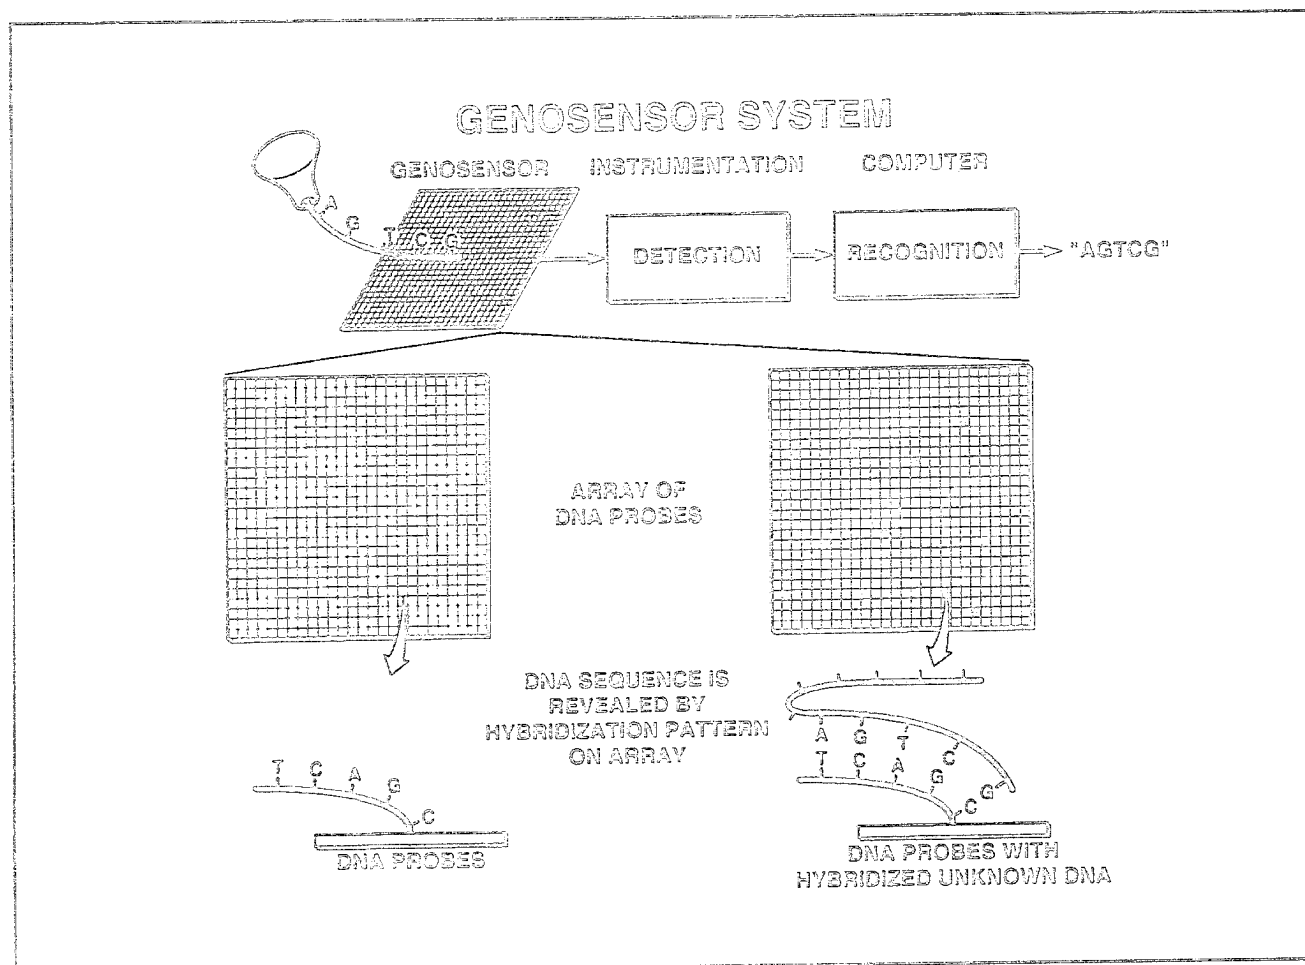 GENOSENSOR SYSTEM
GENOSENSOR INSTRUMENTATION COMPUTER
A
G
T
C G
DETECTION
RECOGNITION
"AGTCG"
ARRAY OF
DNA PROBES
DNA SEQUENCE IS
REVEALED BY
HYBRIDIZATION PATTERN
ON ARRAY
T C A G
C
DNA PROBES
A G T C
G
T C A G
C
DNA PROBES WITH
HYBRIDIZED UNKNOWN DNA